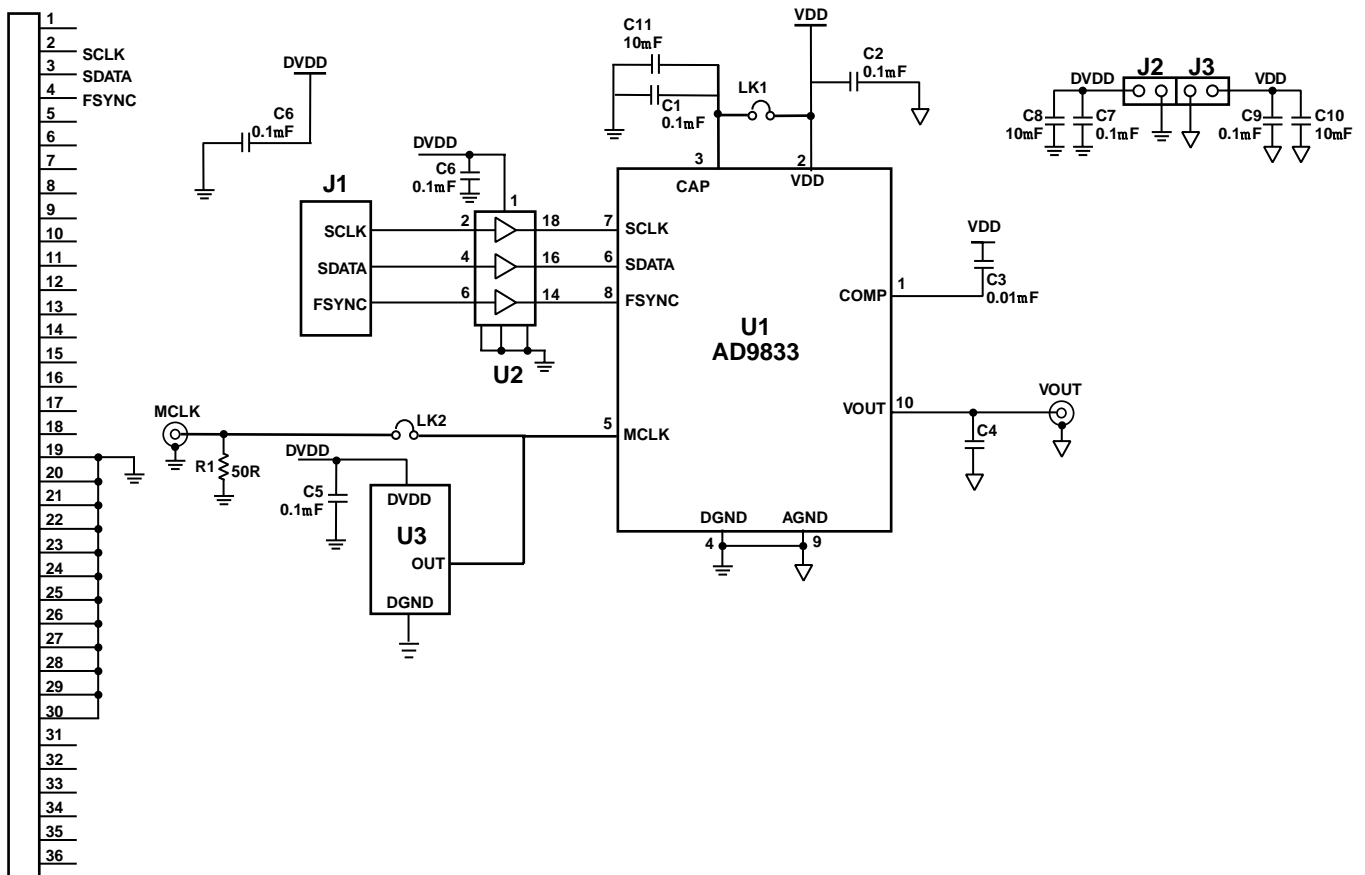 1
2
SCLK
3
SDATA
4
FSYNC
5
6
7
8
9
10
11
12
13
14
15
16
17
18
19
20
21
22
23
24
25
26
27
28
29
30
31
32
33
34
35
36
DVDD
C6
0.1mF
J1
SCLK
SDATA
FSYNC
DVDD
C6
0.1mF
1
2
18
4
16
6
14
U2
MCLK
R1
50R
LK2
DVDD
C5
0.1mF
DVDD
U3
OUT
DGND
C11
10mF
C1
0.1mF
LK1
VDD
C2
0.1mF
3
CAP
2
VDD
7
SCLK
6
SDATA
8
FSYNC
5
MCLK
U1
AD9833
COMP
1
VOUT
10
DGND
AGND
4
9
VDD
C3
0.01mF
VOUT
C4
J2
J3
DVDD
VDD
C8
10mF
C7
0.1mF
C9
0.1mF
C10
10mF